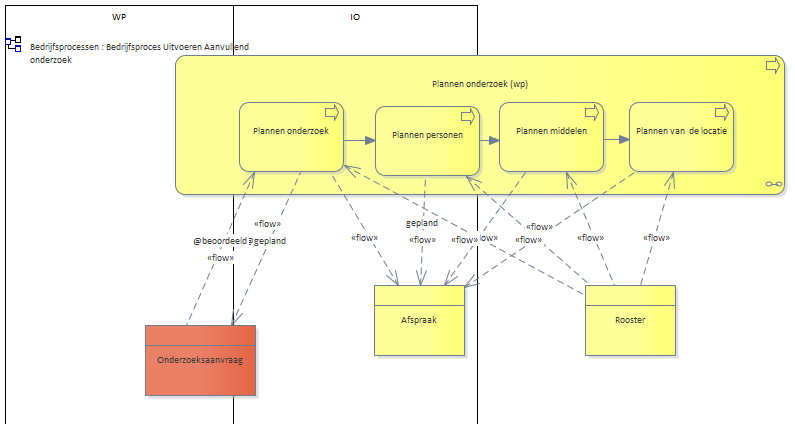 WP
IO
Bedrijfsprocessen : Bedrijfsproces Uitvoeren Aanvullend
onderzoek
Plannen onderzoek (wp)
Plannen onderzoek
Plannen personen
Plannen middelen
Plannen van de locatie
«flow»
gepland
«flow»
@beoordeeld
gepland
«flow»
«flow»
«flow»
«flow»
low»
«flow»
«flow»
«flow»
Afspraak
Rooster
Onderzoeksaanvraag